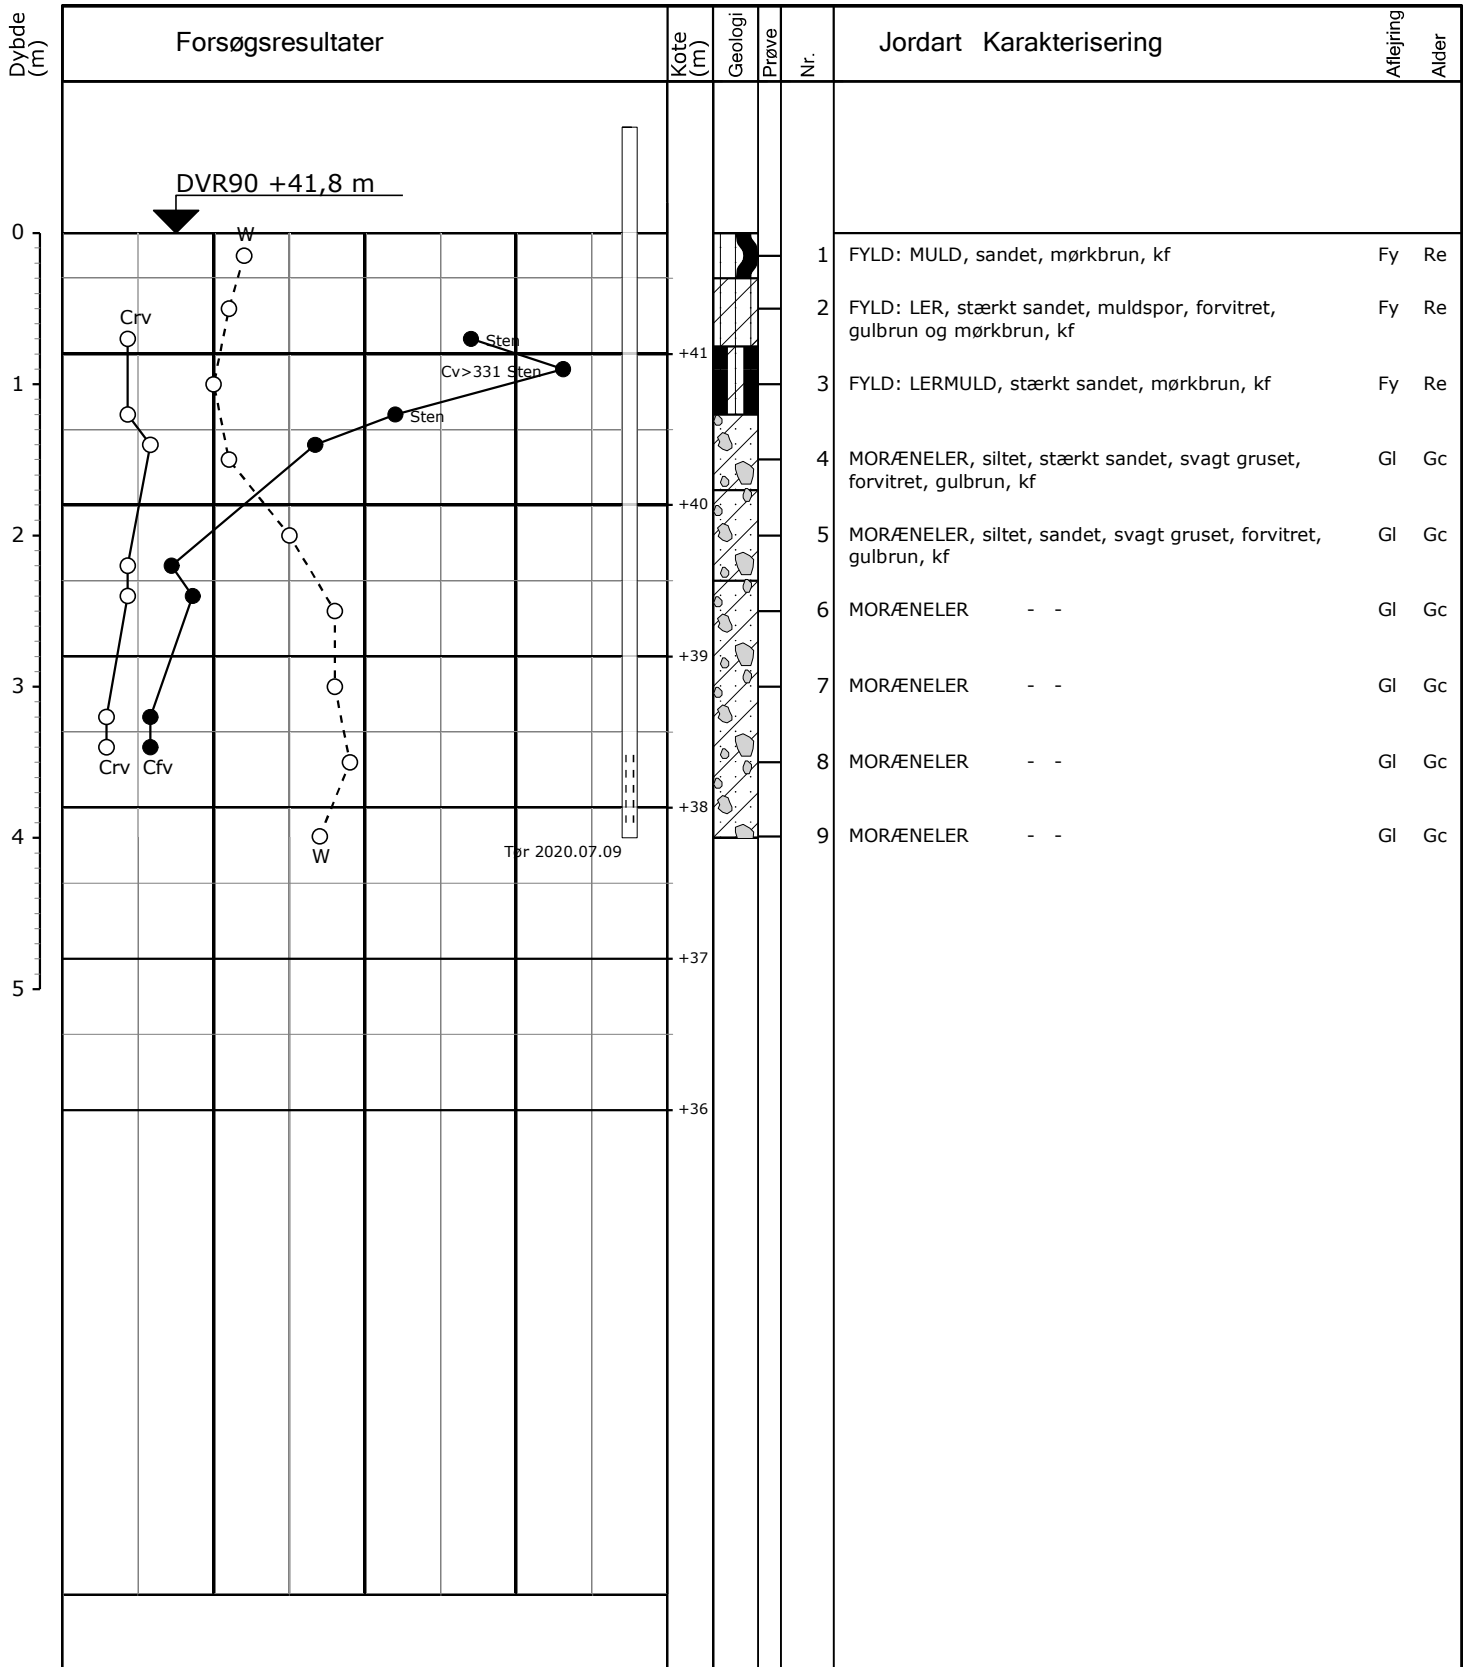 Dybde (m)
Forsøgsresultater
Kote (m)
Geologi
Prøve
Nr.
Jordart Karakterisering
Aflejring
Alder
DVR90 +41,8 m
0
W
1 FYLD: MULD, sandet, mørkbrun, kf Fy Re
2 FYLD: LER, stærkt sandet, muldspor, forvitret, Fy Re
gulbrun og mørkbrun, kf
Crv
Sten
+41
Cv>331 Sten
1
3 FYLD: LERMULD, stærkt sandet, mørkbrun, kf Fy Re
Sten
4 MORÆNELER, siltet, stærkt sandet, svagt gruset, Gl Gc
forvitret, gulbrun, kf
+40
2
5 MORÆNELER, siltet, sandet, svagt gruset, forvitret, Gl Gc
gulbrun, kf
6 MORÆNELER - - Gl Gc
+39
3
7 MORÆNELER - - Gl Gc
Crv Cfv
8 MORÆNELER - - Gl Gc
+38
4
9 MORÆNELER - - Gl Gc
W
Tør 2020.07.09
+37
5
+36